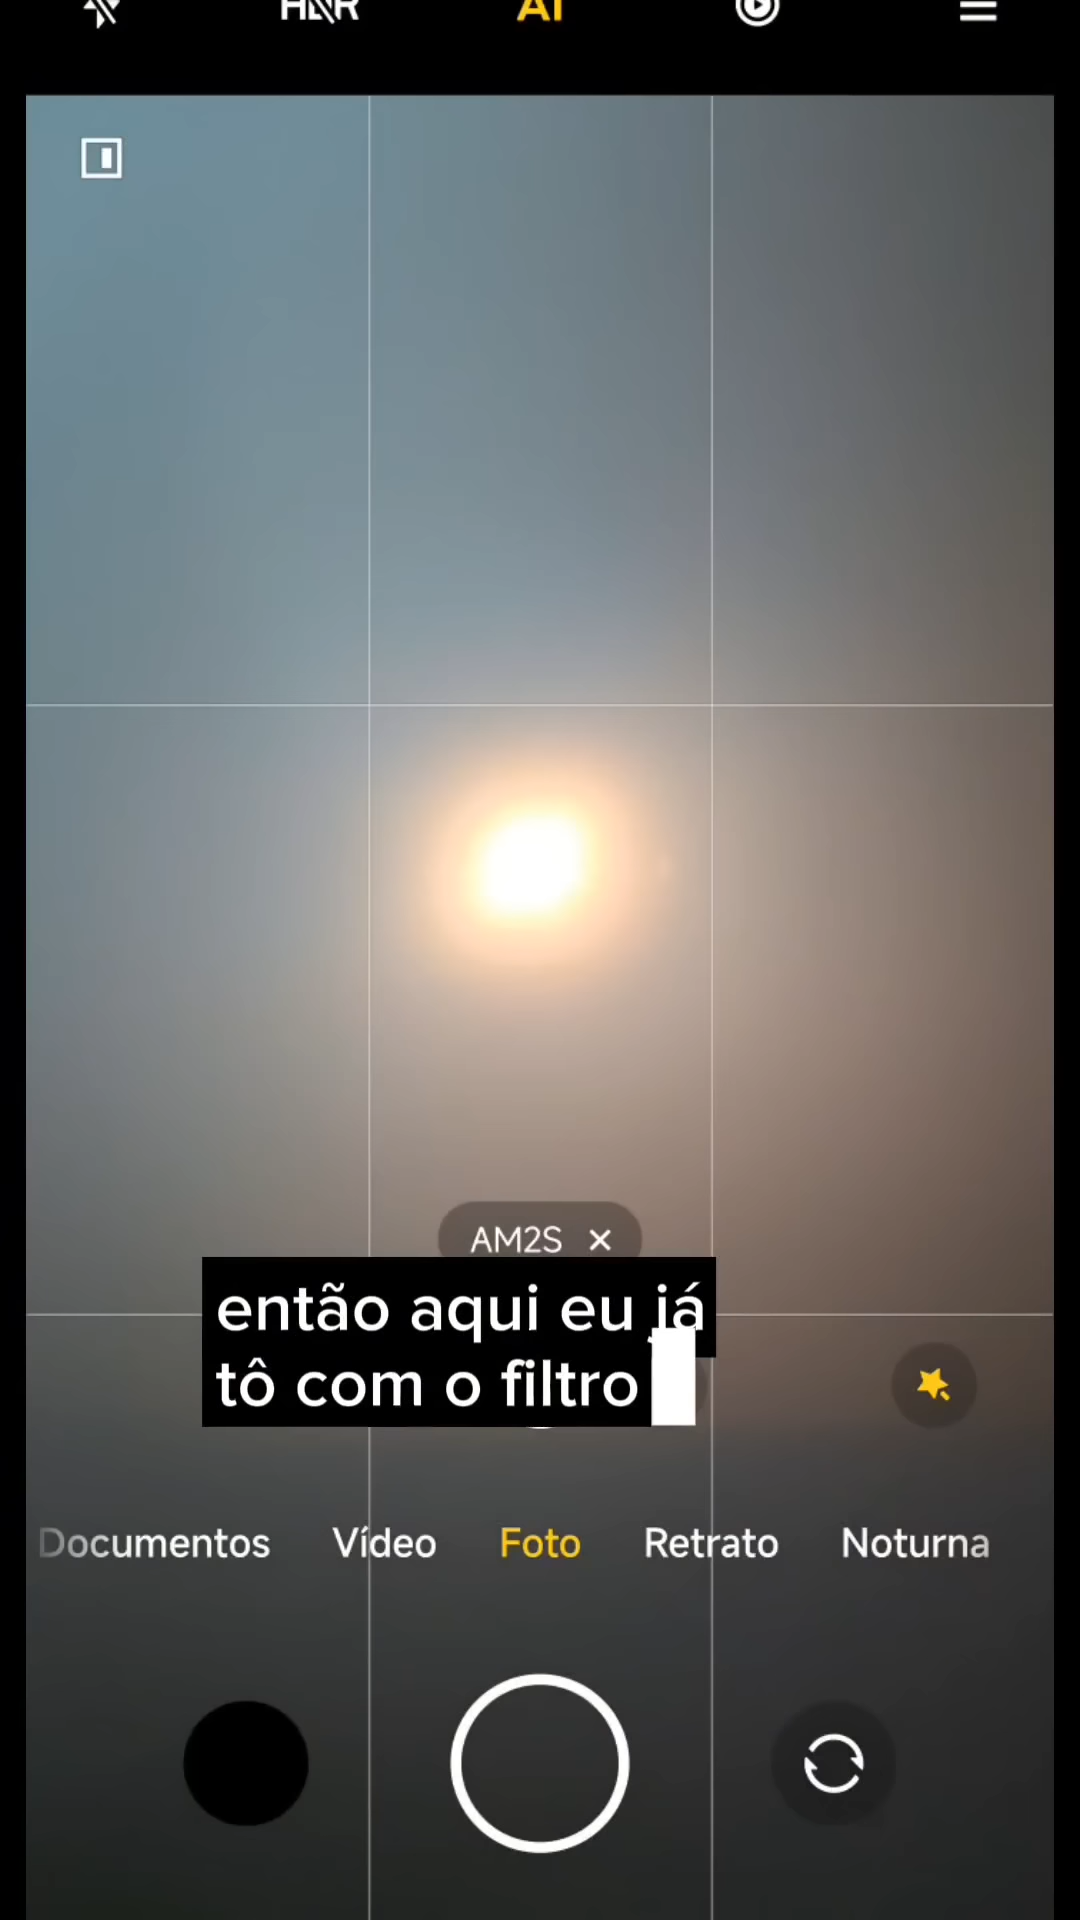 HDR
AI
AM2S
então aqui eu já
tô com o filtro
Documentos Vídeo Foto Retrato Noturna